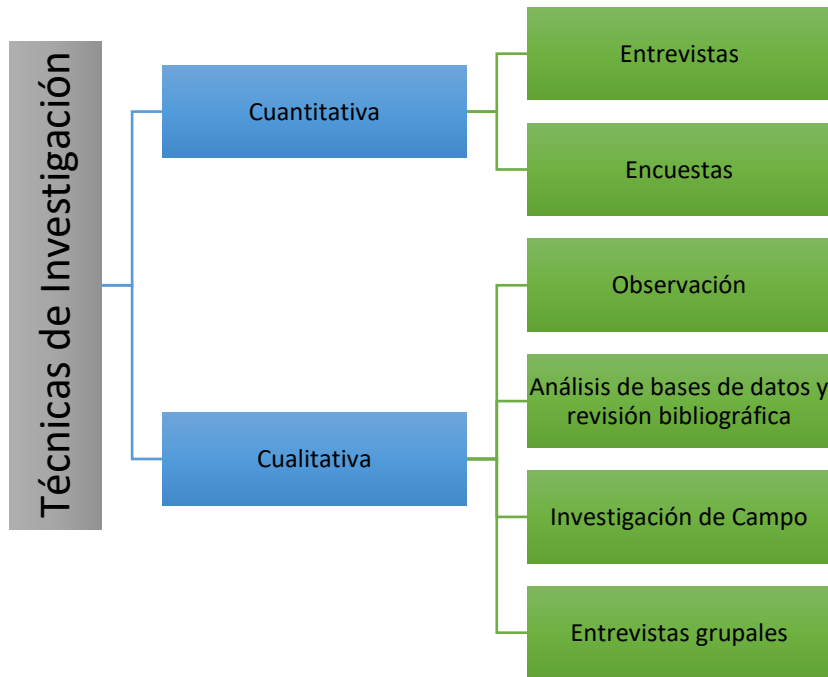 Técnicas de Investigación
Cuantitativa
Entrevistas
Encuestas
Cualitativa
Observación
Análisis de bases de datos y
revisión bibliográfica
Investigación de Campo
Entrevistas grupales